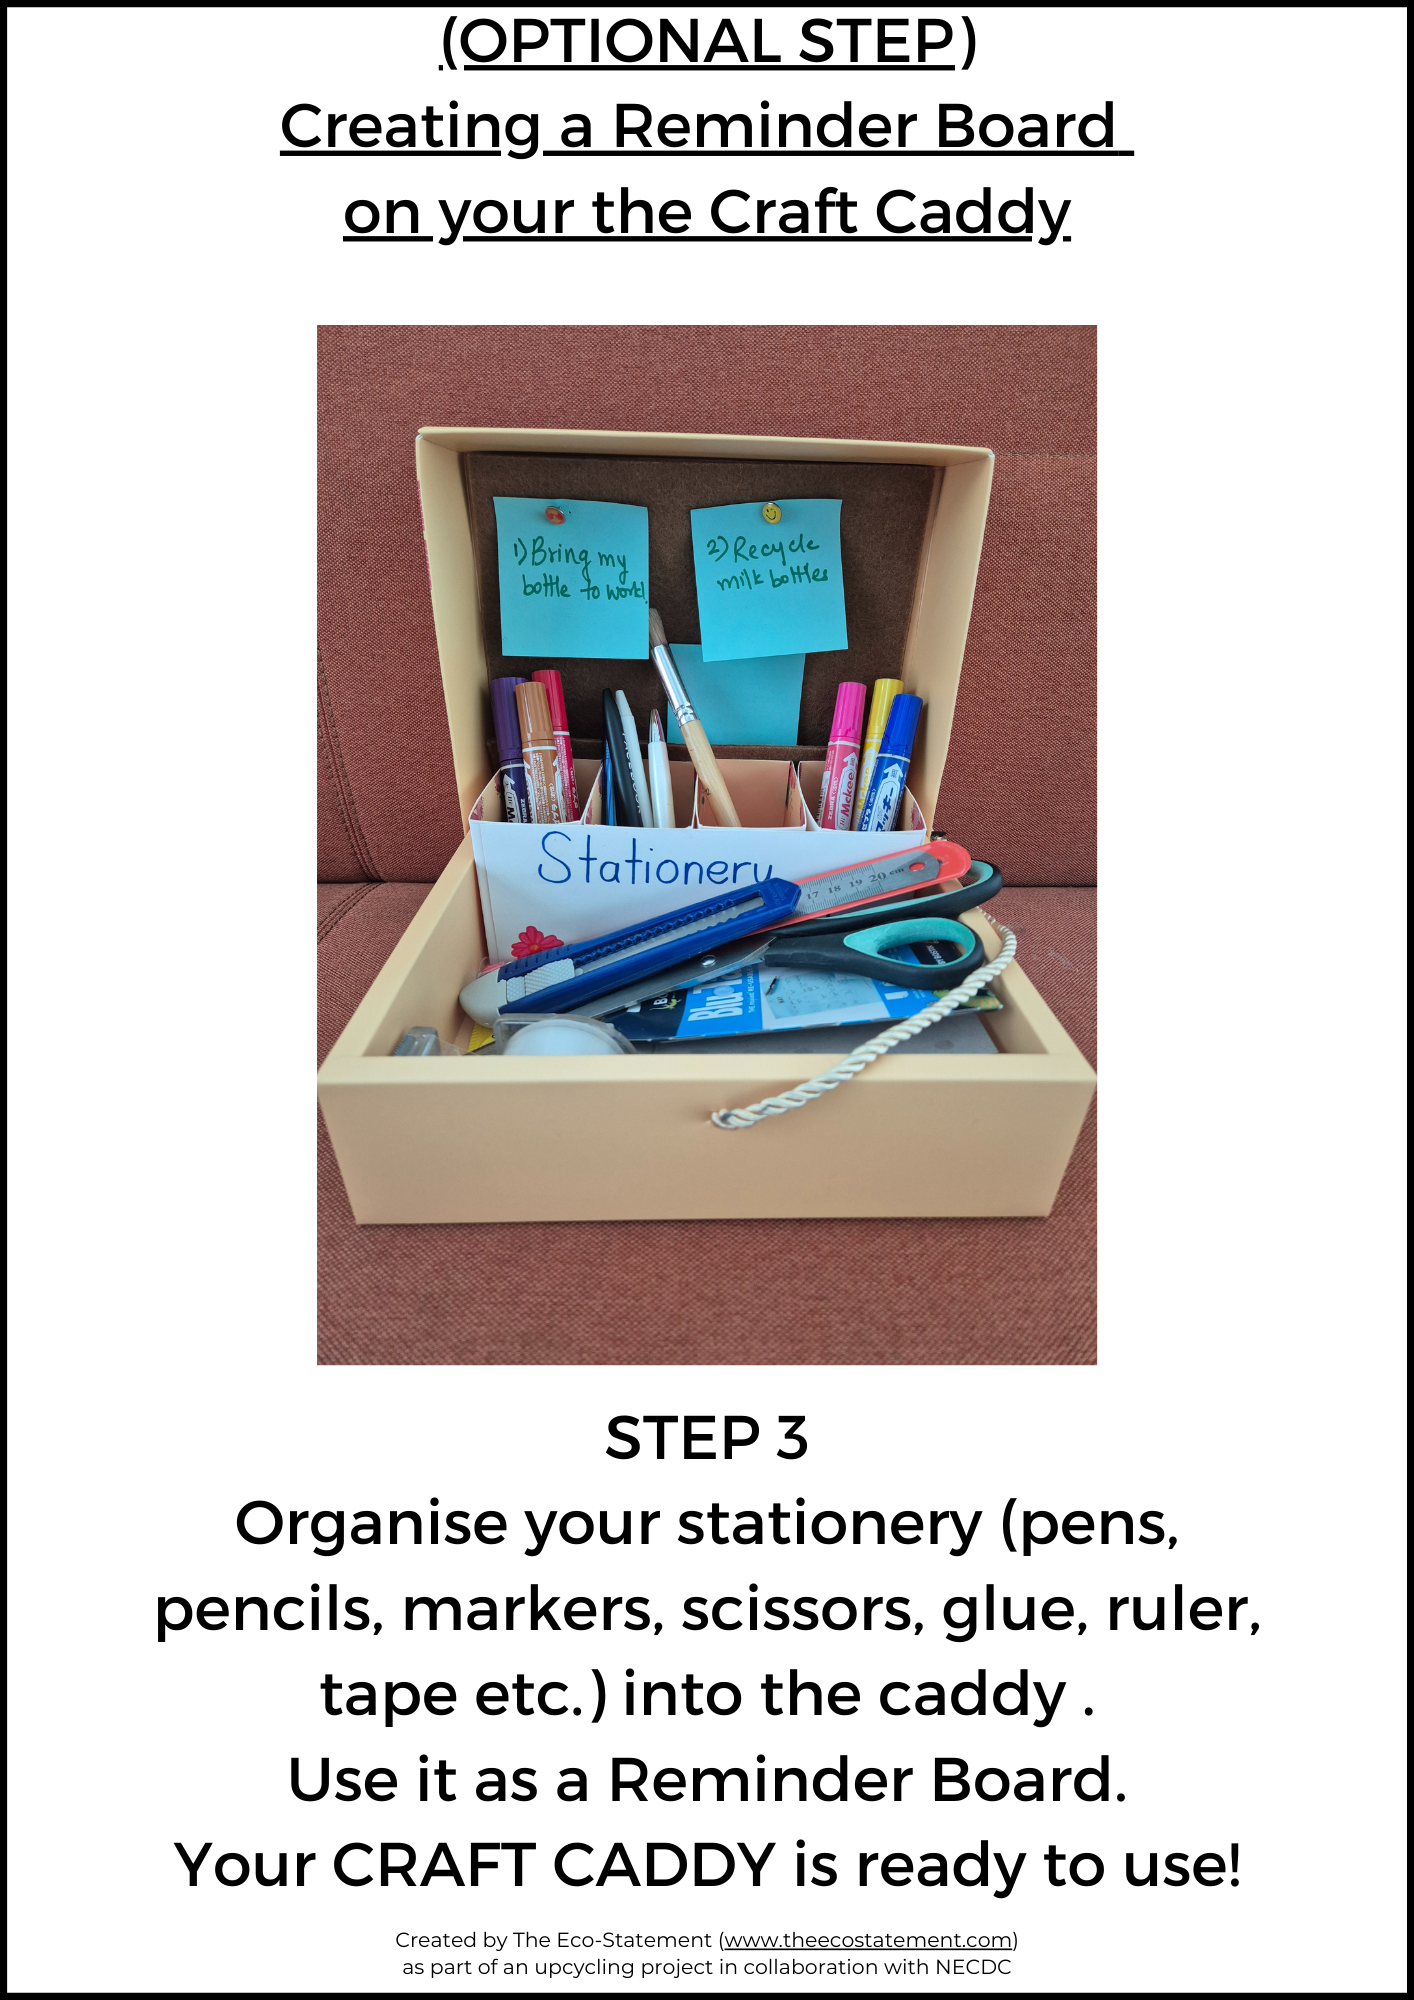 (OPTIONAL STEP)
Creating a Reminder Board
on your the Craft Caddy
1) Bring my
bottle to work!
2) Recycle
milk bottles
Mckee
Stationery
17 18 19 20 cm
Blu
STEP 3
Organise your stationery (pens,
pencils, markers, scissors, glue, ruler,
tape etc.) into the caddy .
Use it as a Reminder Board.
Your CRAFT CADDY is ready to use!
Created by The Eco-Statement (www.theecostatement.com)
as part of an upcycling project in collaboration with NECDC